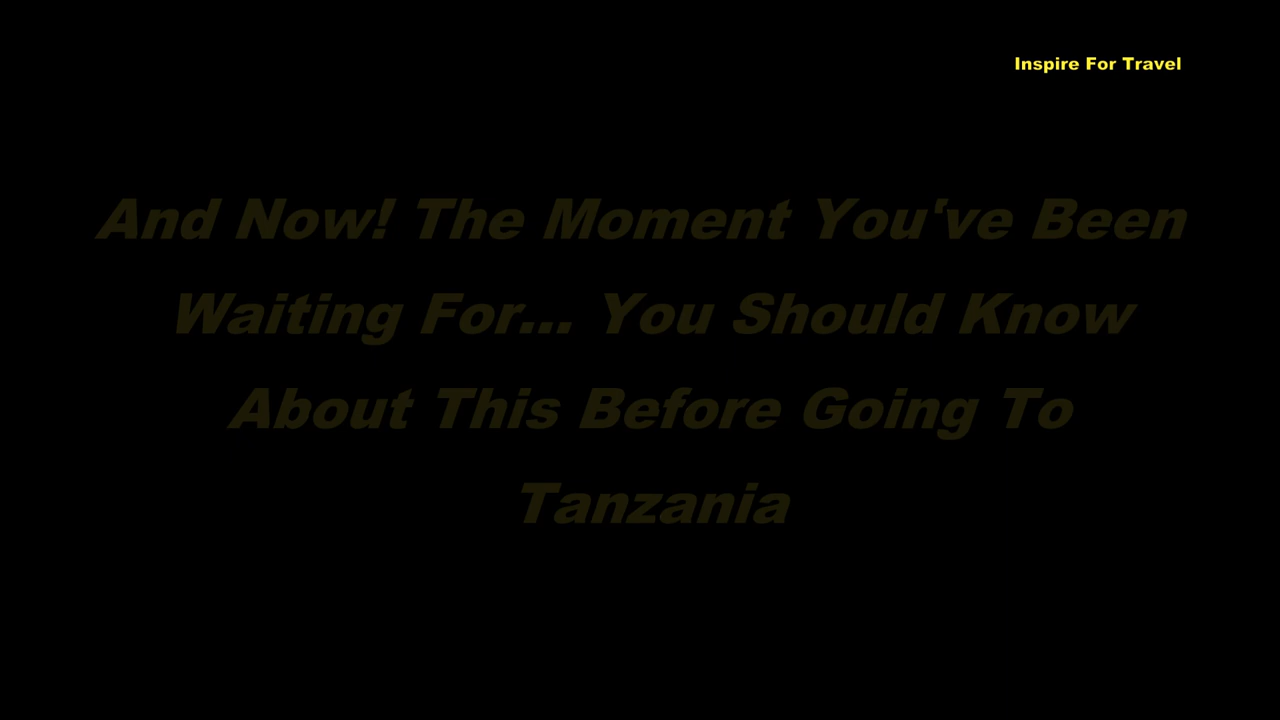 Inspire For Travel
And Now! The Moment You've Been
Waiting For... You Should Know
About This Before Going To
Tanzania